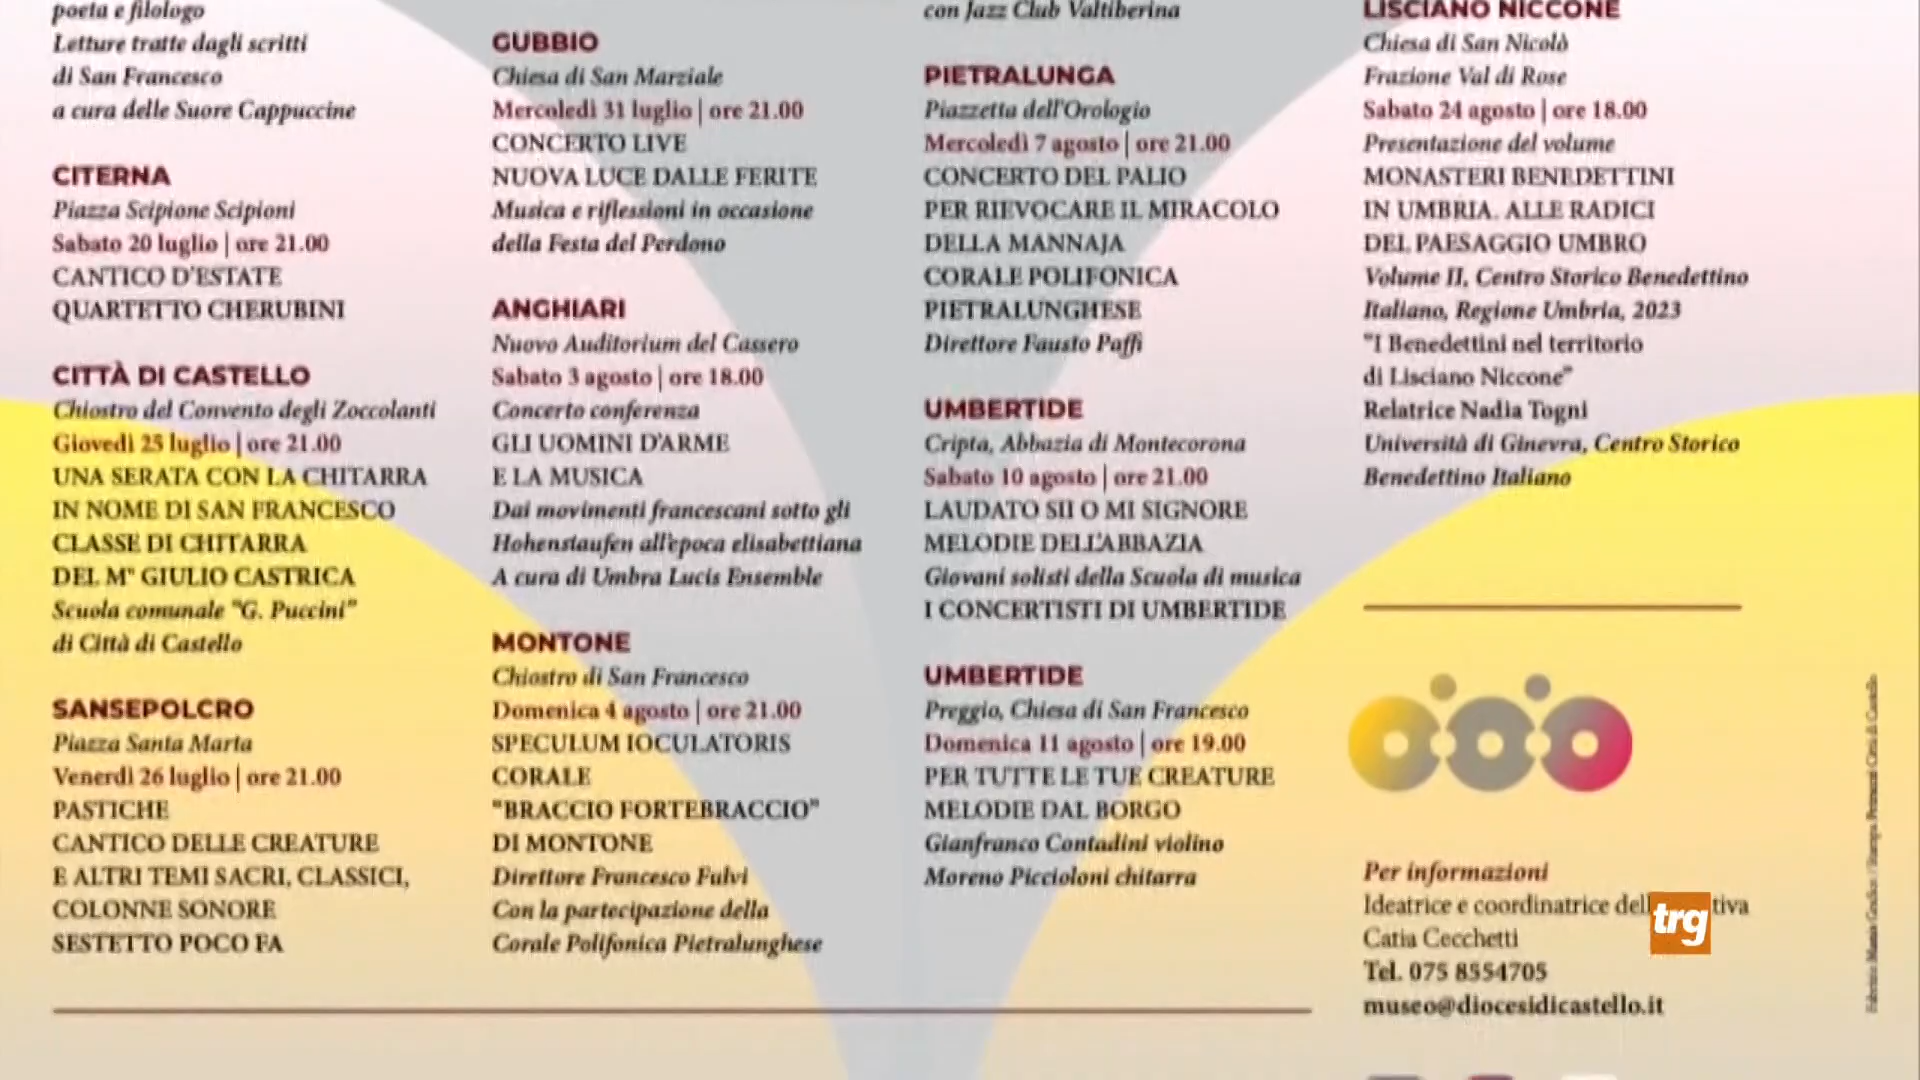 poeta e filologo
Letture tratte dagli scritti
di San Francesco
a cura delle Suore Cappuccine
CITERNA
Piazza Scipione Scipioni
Sabato 20 luglio | ore 21.00
CANTICO D'ESTATE
QUARTETTO CHERUBINI
CITTÀ DI CASTELLO
Chiostro del Convento degli Zoccolanti
Giovedì 25 luglio | ore 21.00
UNA SERATA CON LA CHITARRA
IN NOME DI SAN FRANCESCO
CLASSE DI CHITARRA
DEL M° GIULIO CASTRICA
Scuola comunale "G. Puccini"
di Città di Castello
SANSEPOLCRO
Piazza Santa Marta
Venerdì 26 luglio | ore 21.00
PASTICHE
CANTICO DELLE CREATURE
E ALTRI TEMI SACRI, CLASSICI,
COLONNE SONORE
SESTETTO POCO FA
GUBBIO
Chiesa di San Marziale
Mercoledì 31 luglio | ore 21.00
CONCERTO LIVE
NUOVA LUCE DALLE FERITE
Musica e riflessioni in occasione
della Festa del Perdono
ANGHIARI
Nuovo Auditorium del Cassero
Sabato 3 agosto | ore 18.00
Concerto conferenza
GLI UOMINI D'ARME
E LA MUSICA
Dai movimenti francescani sotto gli
Hohenstaufen all'epoca elisabettiana
A cura di Umbra Lucis Ensemble
MONTONE
Chiostro di San Francesco
Domenica 4 agosto | ore 21.00
SPECULUM IOCULATORIS
CORALE
"BRACCIO FORTEBRACCIO"
DI MONTONE
Direttore Francesco Fulvi
Con la partecipazione della
Corale Polifonica Pietralunghese
con Jazz Club Valtiberina
PIETRALUNGA
Piazzetta dell'Orologio
Mercoledì 7 agosto | ore 21.00
CONCERTO DEL PALIO
PER RIEVOCARE IL MIRACOLO
DELLA MANNAJA
CORALE POLIFONICA
PIETRALUNGHESE
Direttore Fausto Paffi
UMBERTIDE
Cripta, Abbazia di Montecorona
Sabato 10 agosto | ore 21.00
LAUDATO SII O MI SIGNORE
MELODIE DELL'ABBAZIA
Giovani solisti della Scuola di musica
I CONCERTISTI DI UMBERTIDE
UMBERTIDE
Preggio, Chiesa di San Francesco
Domenica 11 agosto | ore 19.00
PER TUTTE LE TUE CREATURE
MELODIE DAL BORGO
Gianfranco Contadini violino
Moreno Piccioloni chitarra
LISCIANO NICCONE
Chiesa di San Nicolò
Frazione Val di Rose
Sabato 24 agosto | ore 18.00
Presentazione del volume
MONASTERI BENEDETTINI
IN UMBRIA. ALLE RADICI
DEL PAESAGGIO UMBRO
Volume II, Centro Storico Benedettino
Italiano, Regione Umbria, 2023
"I Benedettini nel territorio
di Lisciano Niccone"
Relatrice Nadia Togni
Università di Ginevra, Centro Storico
Benedettino Italiano
Per informazioni
Ideatrice e coordinatrice dell tiva
trg
Catia Cecchetti
Tel. 075 8554705
museo@diocesidicastello.it